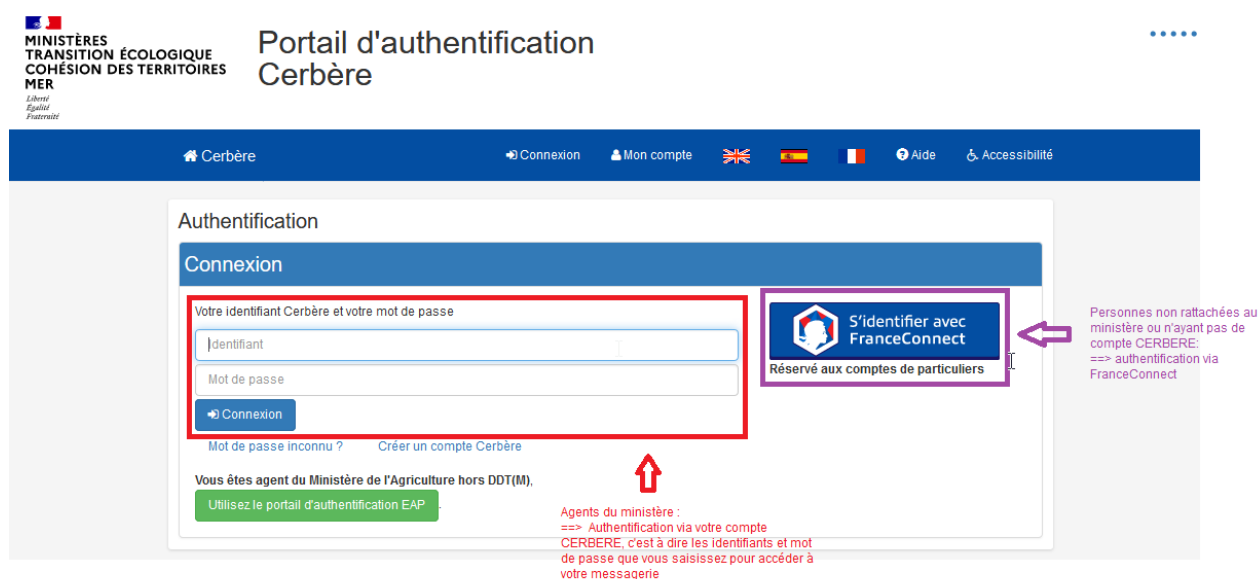 MINISTÈRES
TRANSITION ÉCOLOGIQUE
COHÉSION DES TERRITOIRES
MER
Liberté
Égalité
Fraternité
Portail d'authentification
Cerbère
Cerbère
Connexion
Mon compte
Aide
Accessibilité
Authentification
Connexion
Votre identifiant Cerbère et votre mot de passe
Identifiant
Mot de passe
Connexion
Mot de passe inconnu ?
Créer un compte Cerbère
Vous êtes agent du Ministère de l'Agriculture hors DDT(M),
Utilisez le portail d'authentification EAP
.
S'identifier avec
FranceConnect
Réservé aux comptes de particuliers
Personnes non rattachées au
ministère ou n'ayant pas de
compte CERBERE:
==> authentification via
FranceConnect
Agents du ministère :
==> Authentification via votre compte
CERBERE, c'est à dire les identifiants et mot
de passe que vous saisissez pour accéder à
votre messagerie